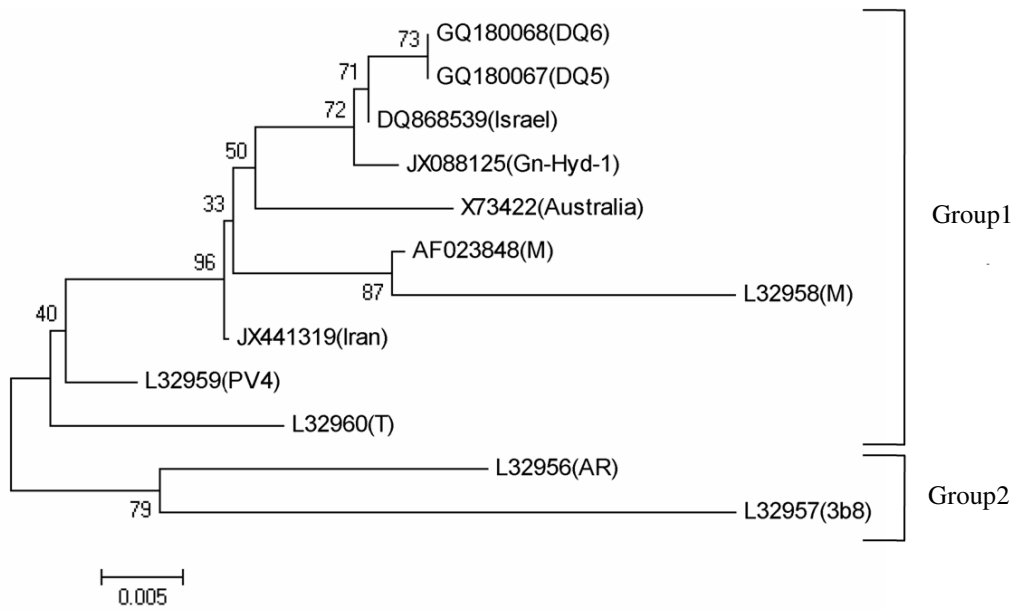 73
GQ180068(DQ6)
71
GQ180067(DQ5)
72
DQ868539(Israel)
50
JX088125(Gn-Hyd-1)
33
X73422(Australia)
Group1
96
AF023848(M)
87
L32958(M)
40
JX441319(Iran)
L32959(PV4)
L32960(T)
L32956(AR)
79
L32957(3b8)
Group2
0.005